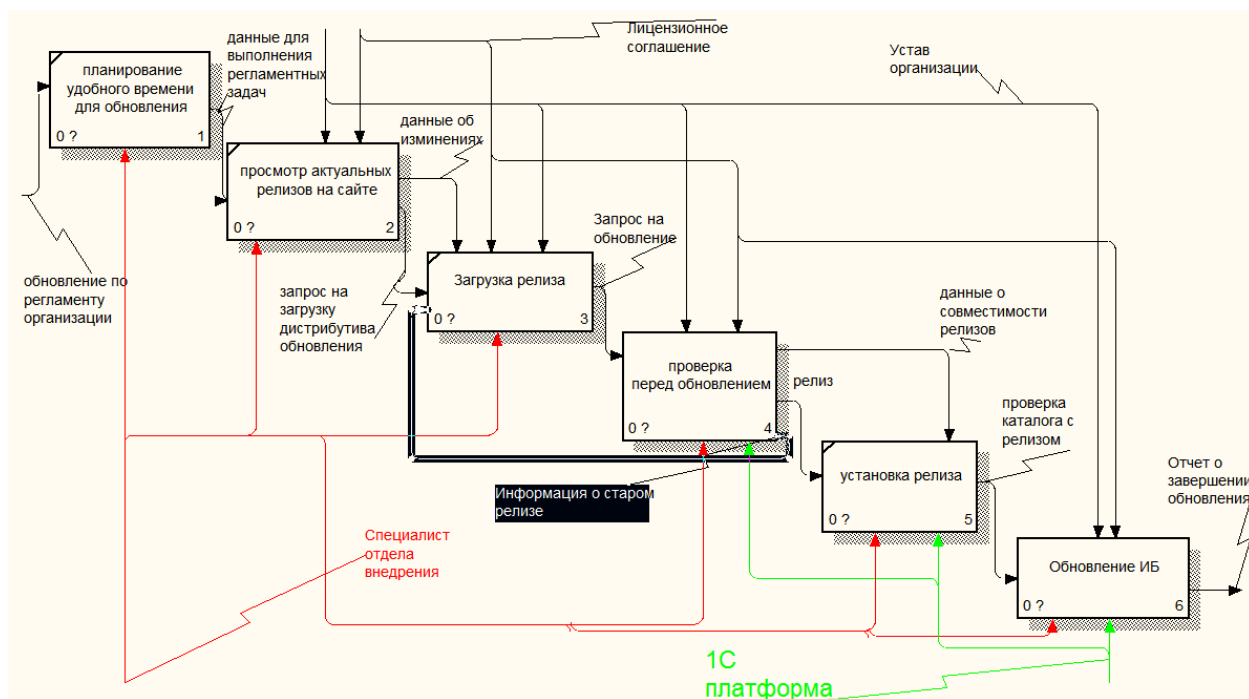 данные для
выполнения
регламентных
задач
Лицензионное
соглашение
Устав
организации
планирование
удобного времени
для обновления
0 ?
1
данные об
изминениях
просмотр актуальных
релизов на сайте
0 ?
2
Запрос на
обновление
обновление по
регламенту
организации
запрос на
загрузку
дистрибутива
обновления
Загрузка релиза
0 ?
3
данные о
совместимости
релизов
проверка
перед обновлением
0 ?
4
релиз
проверка
каталога с
релизом
установка релиза
0 ?
5
Отчет о
завершении
обновления
Информация о старом
релизе
Специалист
отдела
внедрения
Обновление ИБ
0 ?
6
1С
платформа